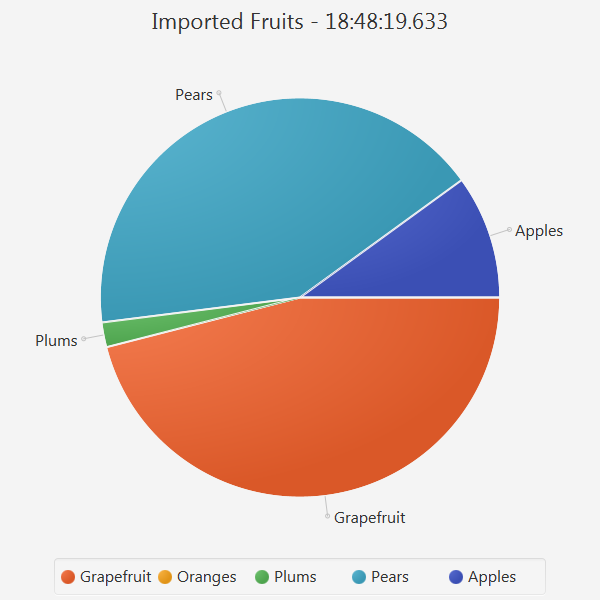 Imported Fruits - 18:48:19.633
Pears
Apples
Plums
Grapefruit
Grapefruit Oranges Plums Pears Apples